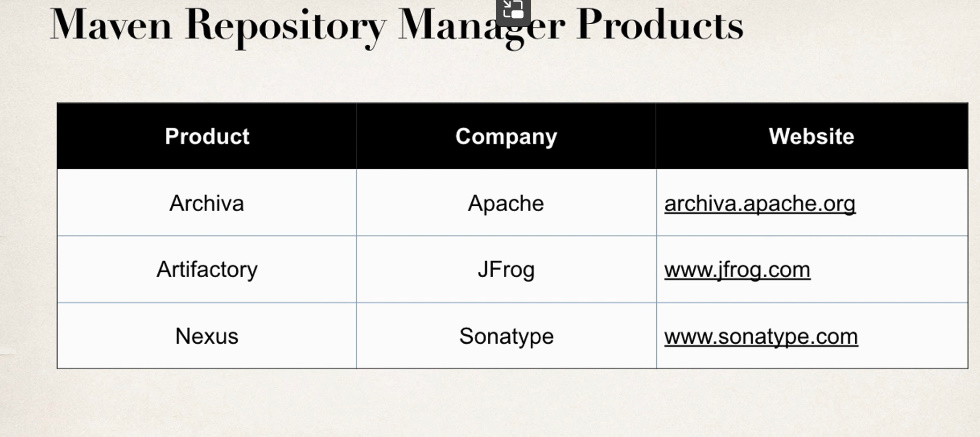 Maven Repository Manager Products
Product Company Website
Archiva Apache archiva.apache.org
Artifactory JFrog www.jfrog.com
Nexus Sonatype www.sonatype.com